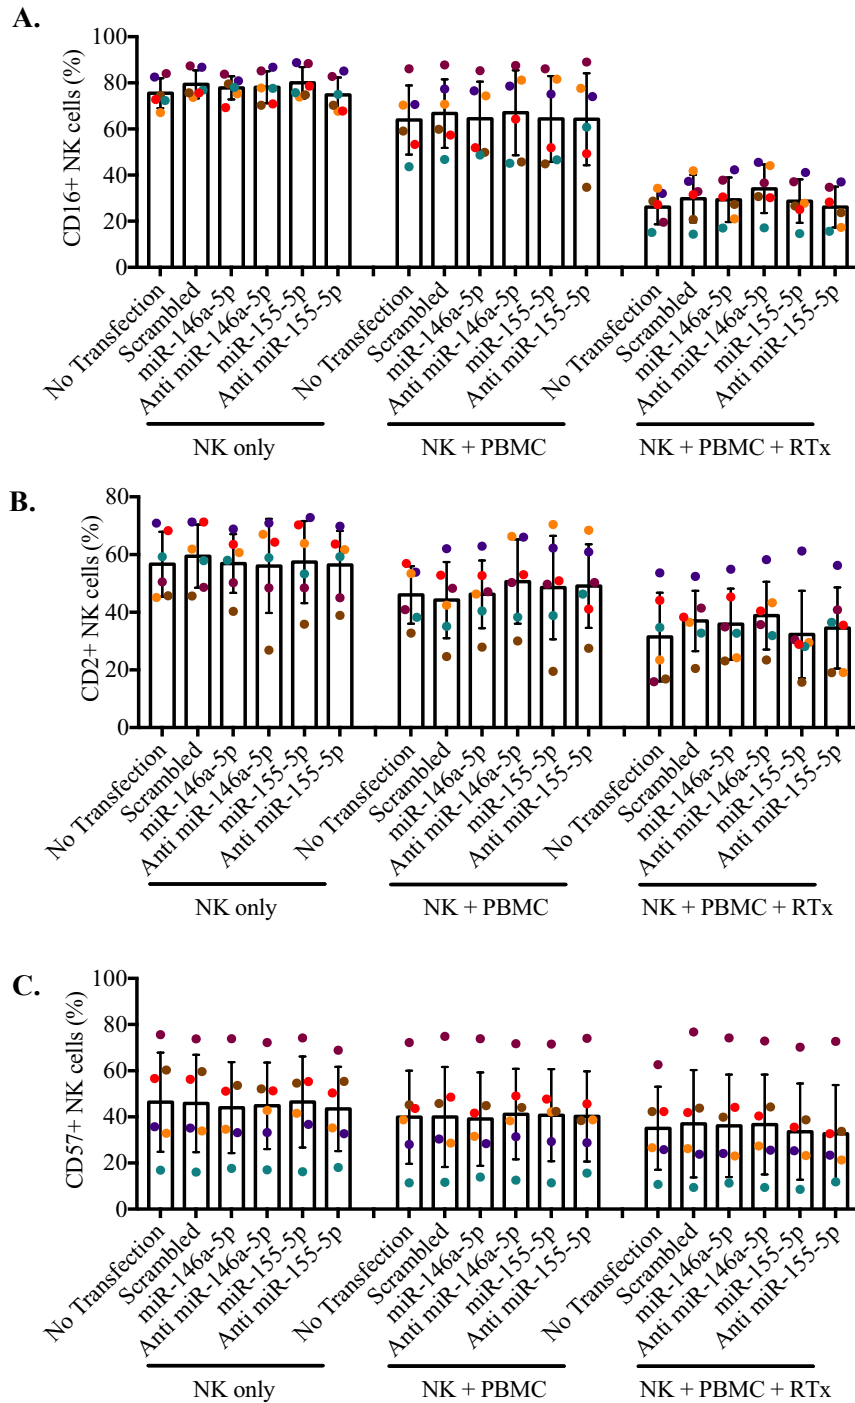 A.
CD16+ NK cells (%)
100
80
60
40
20
0
No Transfection
Scrambled
miR-146a-5p
Anti miR-146a-5p
miR-155-5p
Anti miR-155-5p
No Transfection
Scrambled
miR-146a-5p
Anti miR-146a-5p
miR-155-5p
Anti miR-155-5p
No Transfection
Scrambled
miR-146a-5p
Anti miR-146a-5p
miR-155-5p
Anti miR-155-5p
NK only
NK + PBMC
NK + PBMC + RTx
B.
CD2+ NK cells (%)
80
60
40
20
0
No Transfection
Scrambled
miR-146a-5p
Anti miR-146a-5p
miR-155-5p
Anti miR-155-5p
No Transfection
Scrambled
miR-146a-5p
Anti miR-146a-5p
miR-155-5p
Anti miR-155-5p
No Transfection
Scrambled
miR-146a-5p
Anti miR-146a-5p
miR-155-5p
Anti miR-155-5p
NK only
NK + PBMC
NK + PBMC + RTx
C.
CD57+ NK cells (%)
100
80
60
40
20
0
No Transfection
Scrambled
miR-146a-5p
Anti miR-146a-5p
miR-155-5p
Anti miR-155-5p
No Transfection
Scrambled
miR-146a-5p
Anti miR-146a-5p
miR-155-5p
Anti miR-155-5p
No Transfection
Scrambled
miR-146a-5p
Anti miR-146a-5p
miR-155-5p
Anti miR-155-5p
NK only
NK + PBMC
NK + PBMC + RTx